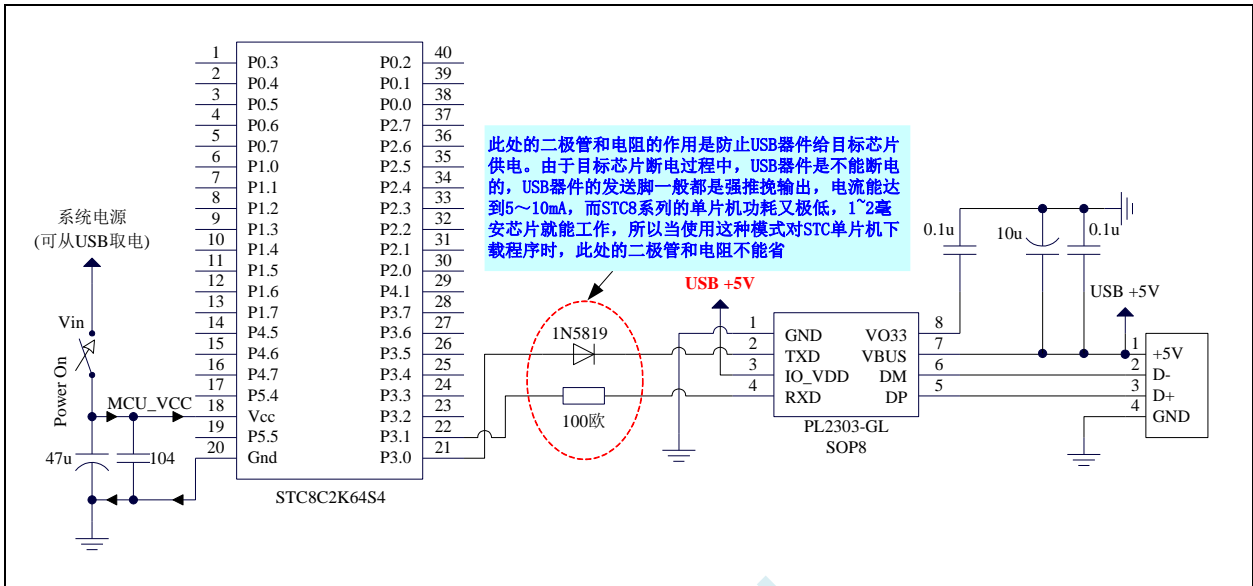 1 P0.3 P0.2 40
2 P0.4 P0.1 39
3 P0.5 P0.0 38
4 P0.6 P2.7 37
5 P0.7 P2.6 36
6 P1.0 P2.5 35
7 P1.1 P2.4 34
8 P1.2 P2.3 33
9 P1.3 P2.2 32
10 P1.4 P2.1 31
11 P1.5 P2.0 30
12 P1.6 P4.1 29
13 P1.7 P3.7 28
14 P4.5 P3.6 27
15 P4.6 P3.5 26
16 P4.7 P3.4 25
17 P5.4 P3.3 24
18 Vcc P3.2 23
19 P5.5 P3.1 22
20 Gnd P3.0 21
STC8C2K64S4
系统电源
(可从USB取电)
Vin
Power On
MCU_VCC
47u
104
此处的二极管和电阻的作用是防止USB器件给目标芯片
供电。由于目标芯片断电过程中，USB器件是不能断电
的，USB器件的发送脚一般都是强推挽输出，电流能达
到5～10mA，而STC8系列的单片机功耗又极低，1~2毫
安芯片就能工作，所以当使用这种模式对STC单片机下
载程序时，此处的二极管和电阻不能省
1N5819
100欧
USB +5V
1 GND VO33 8
2 TXD VBUS 7
3 IO_VDD DM 6
4 RXD DP 5
PL2303-GL
SOP8
0.1u
10u
0.1u
USB +5V
1 +5V
2 D-
3 D+
4 GND